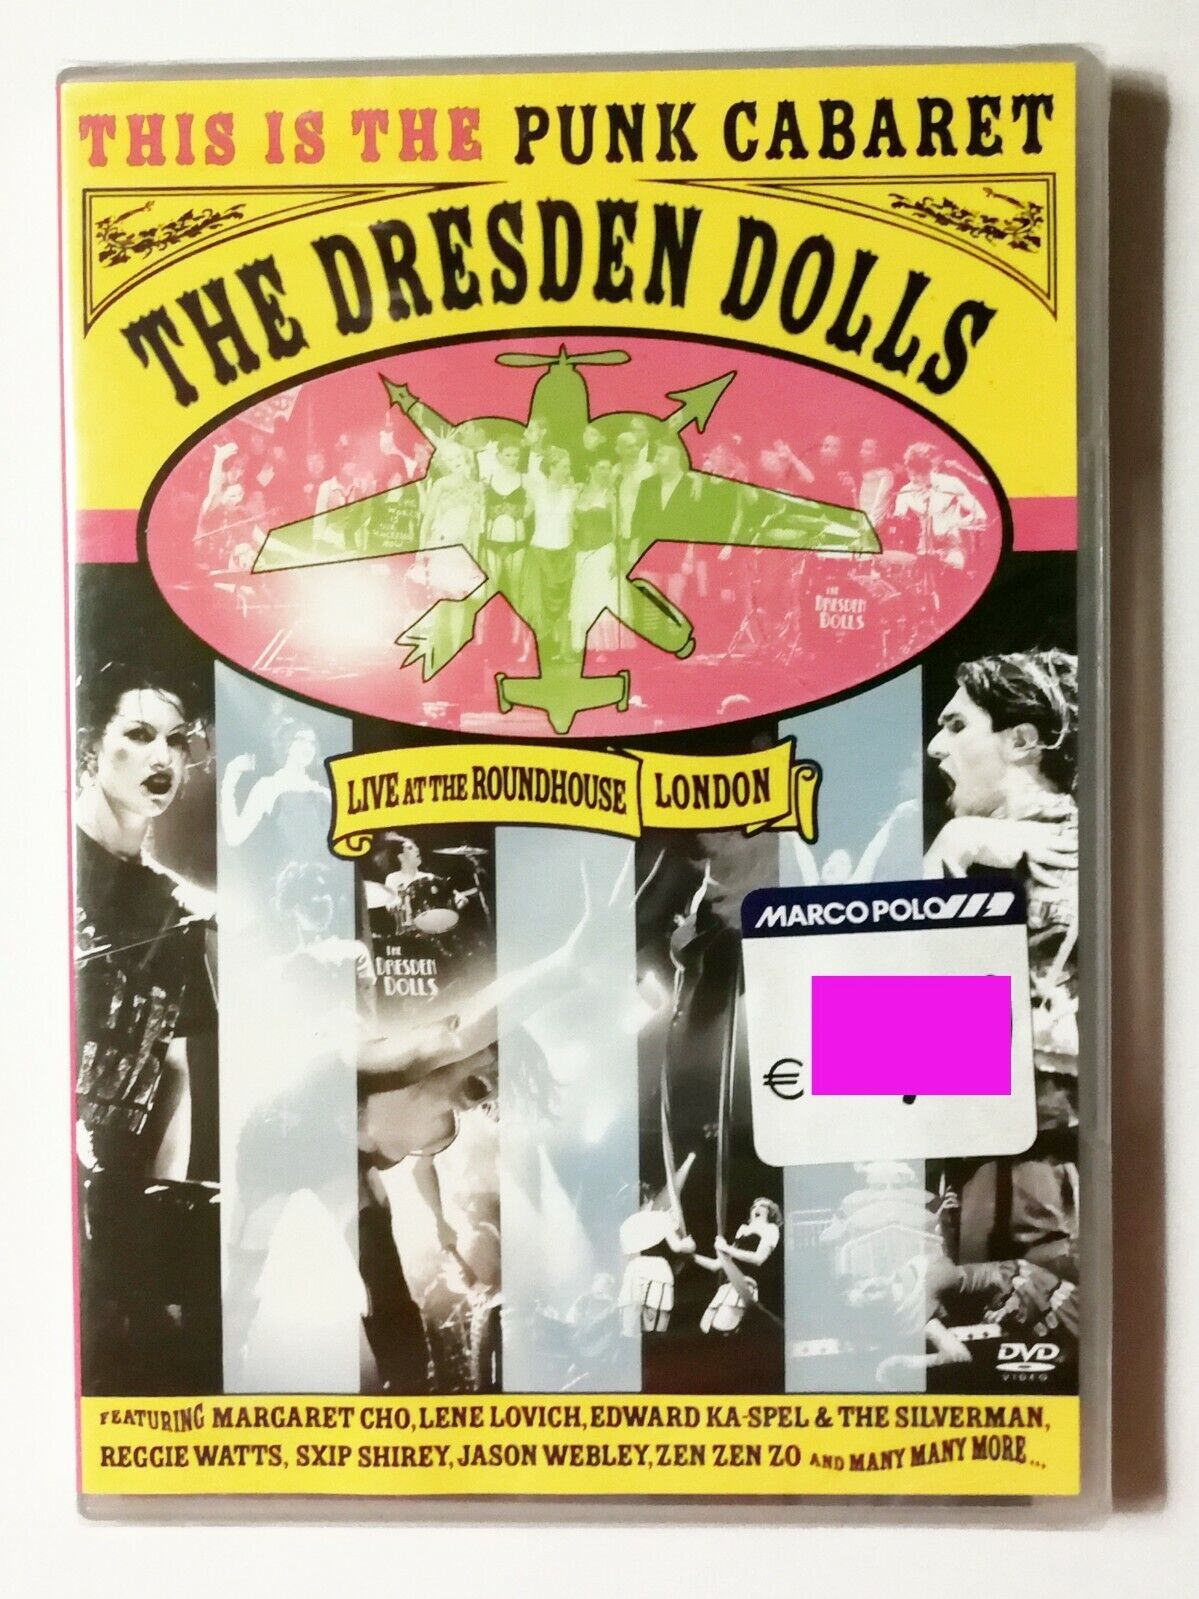 THIS IS THE PUNK CABARET
THE DRESDEN DOLLS
THE
DRESDEN
DOLLS
LIVE AT THE ROUNDHOUSE LONDON
MARCOPOLO
THE
DRESDEN
DOLLS
€
DVD
VIDEO
FEATURING MARGARET CHO, LENE LOVICH, EDWARD KA-SPEL & THE SILVERMAN,
REGGIE WATTS, SXIP SHIREY, JASON WEBLEY, ZEN ZEN ZO AND MANY MANY MORE...